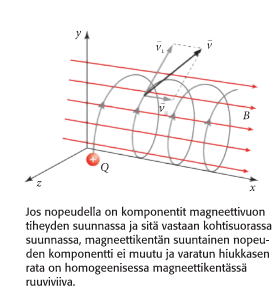 y
v̄⊥
v̄
v̄
B
Q
z
x
Jos nopeudella on komponentit magneettivuon
tiheyden suunnassa ja sitä vastaan kohtisuorassa
suunnassa, magneettikentän suuntainen nopeu-
den komponentti ei muutu ja varatun hiukkasen
rata on homogeenisessa magneettikentässä
ruuviviiva.